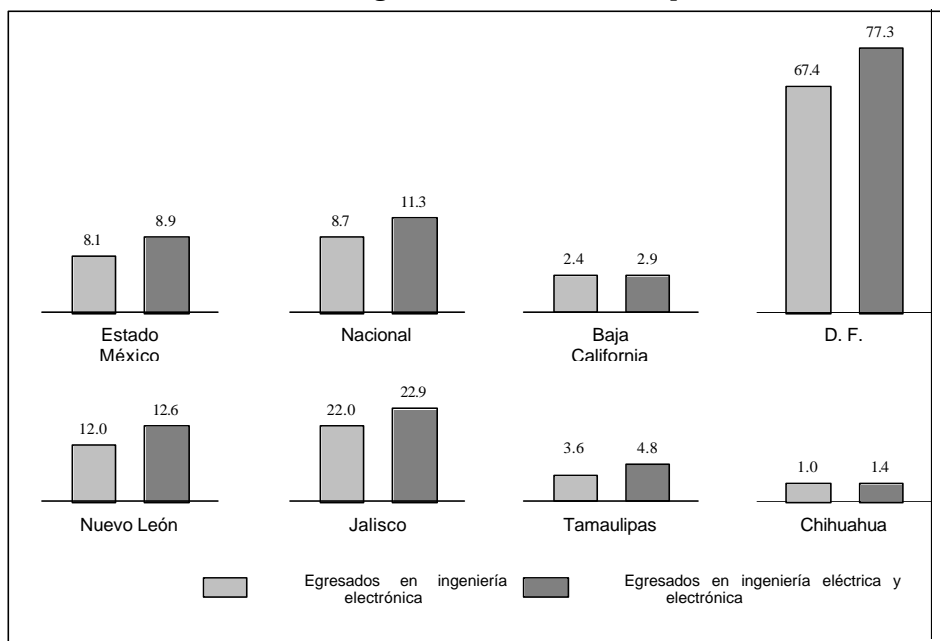 77.3
67.4
11.3
8.9
8.7
8.1
2.4
2.9
Estado
México
Nacional
Baja
California
D. F.
22.9
12.6
22.0
12.0
4.8
3.6
1.0
1.4
Nuevo León
Jalisco
Tamaulipas
Chihuahua
Egresados en ingeniería
electrónica
Egresados en ingeniería eléctrica y
electrónica